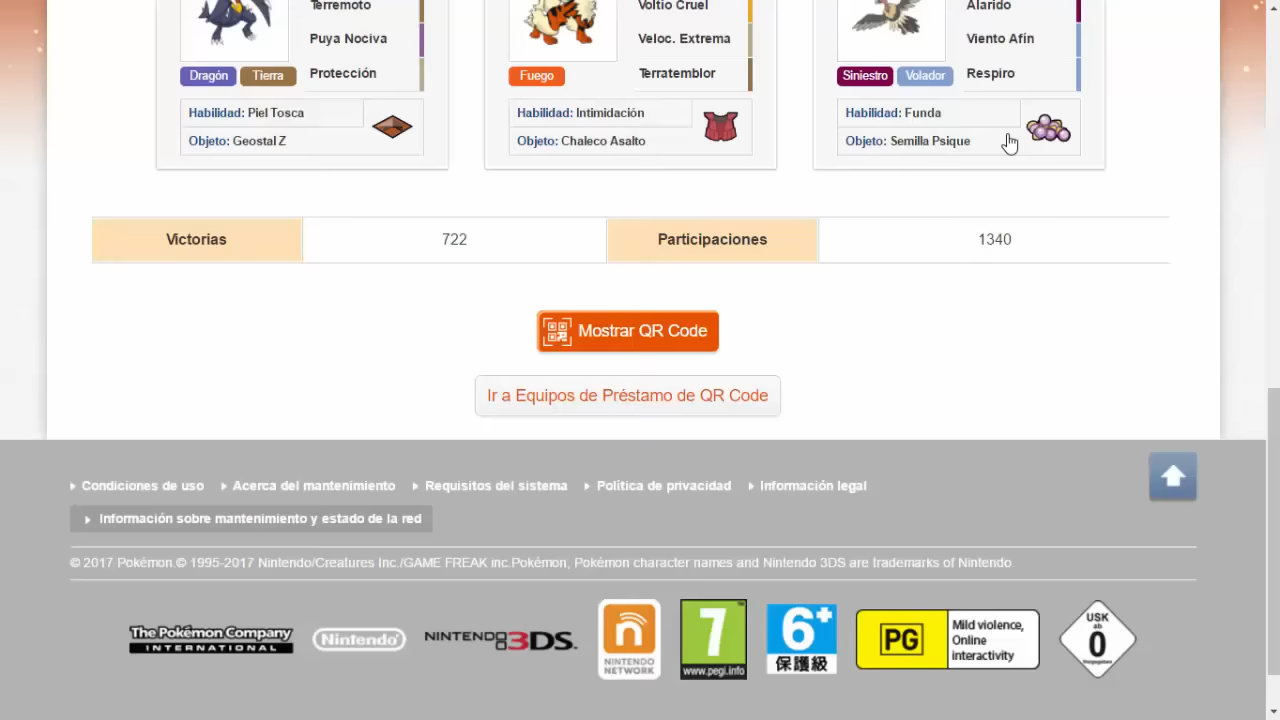 Terremoto
Puya Nociva
Protección
Dragón
Tierra
Habilidad: Piel Tosca
Objeto: Geostal Z
Voltio Cruel
Veloc. Extrema
Terratemblor
Fuego
Habilidad: Intimidación
Objeto: Chaleco Asalto
Alarido
Viento Afín
Respiro
Siniestro
Volador
Habilidad: Funda
Objeto: Semilla Psique
Victorias 722 Participaciones 1340
Mostrar QR Code
Ir a Equipos de Préstamo de QR Code
Condiciones de uso Acerca del mantenimiento Requisitos del sistema Política de privacidad Información legal
Información sobre mantenimiento y estado de la red
© 2017 Pokémon.© 1995-2017 Nintendo/Creatures Inc./GAME FREAK inc.Pokémon, Pokémon character names and Nintendo 3DS are trademarks of Nintendo
The Pokémon Company
INTERNATIONAL
Nintendo
NINTENDO 3DS
NINTENDO
NETWORK
7
www.pegi.info
6+
保護級
PG
Mild violence,
Online
interactivity
USK
ab
0